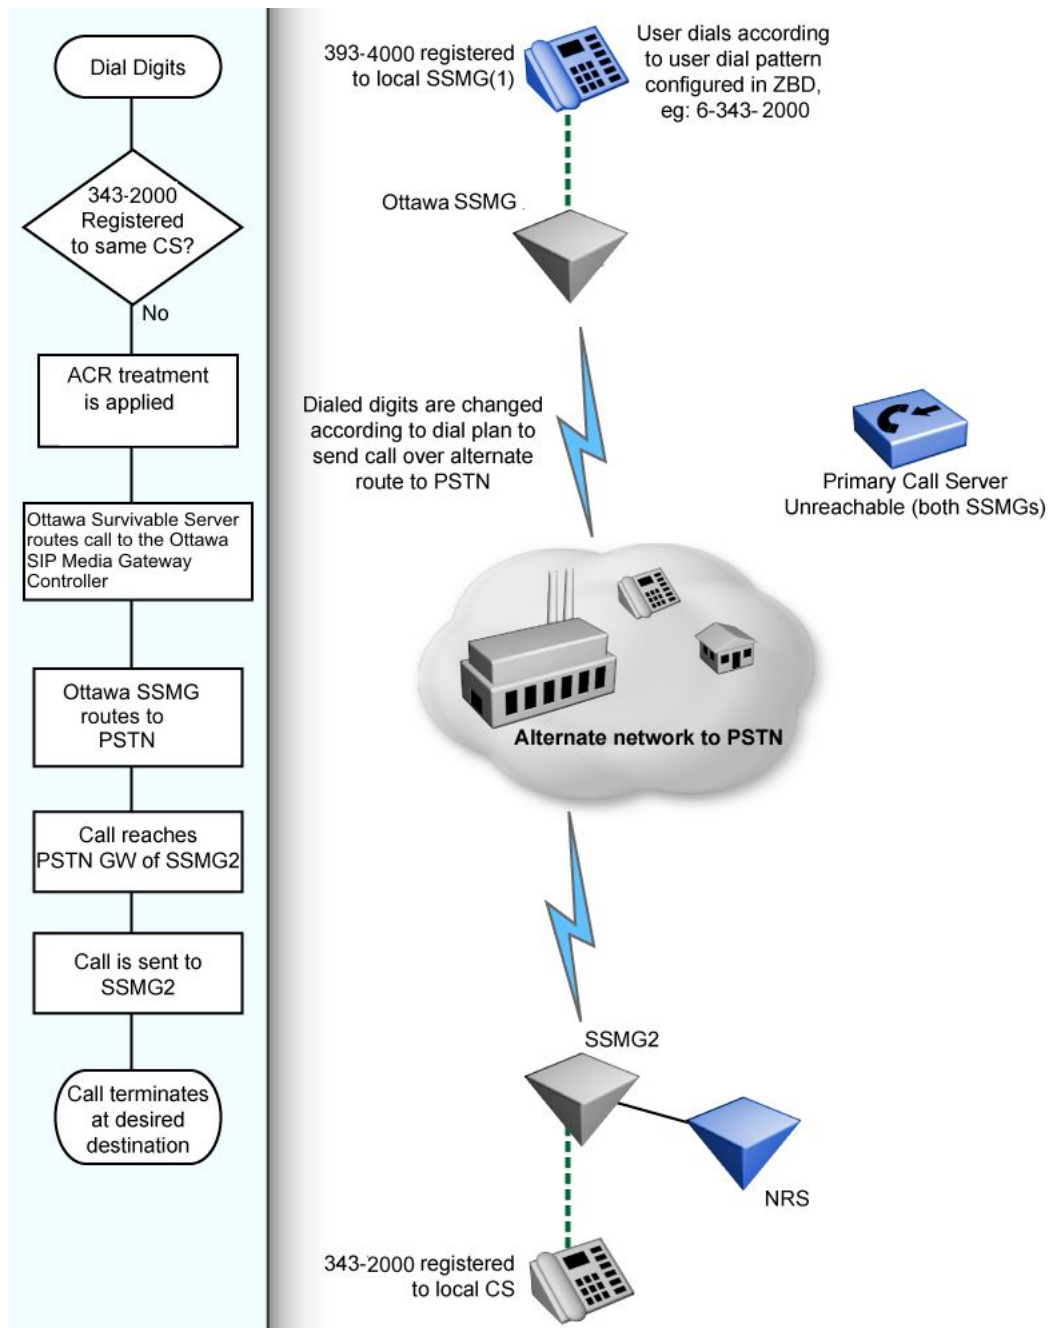 Dial Digits
343-2000
Registered
to same CS?
No
ACR treatment
is applied
Ottawa Survivable Server
routes call to the Ottawa
SIP Media Gateway
Controller
Ottawa SSMG
routes to
PSTN
Call reaches
PSTN GW of SSMG2
Call is sent to
SSMG2
Call terminates
at desired
destination
393-4000 registered
to local SSMG(1)
User dials according
to user dial pattern
configured in ZBD,
eg: 6-343-2000
Ottawa SSMG
Dialed digits are changed
according to dial plan to
send call over alternate
route to PSTN
Primary Call Server
Unreachable (both SSMGs)
Alternate network to PSTN
SSMG2
NRS
343-2000 registered
to local CS